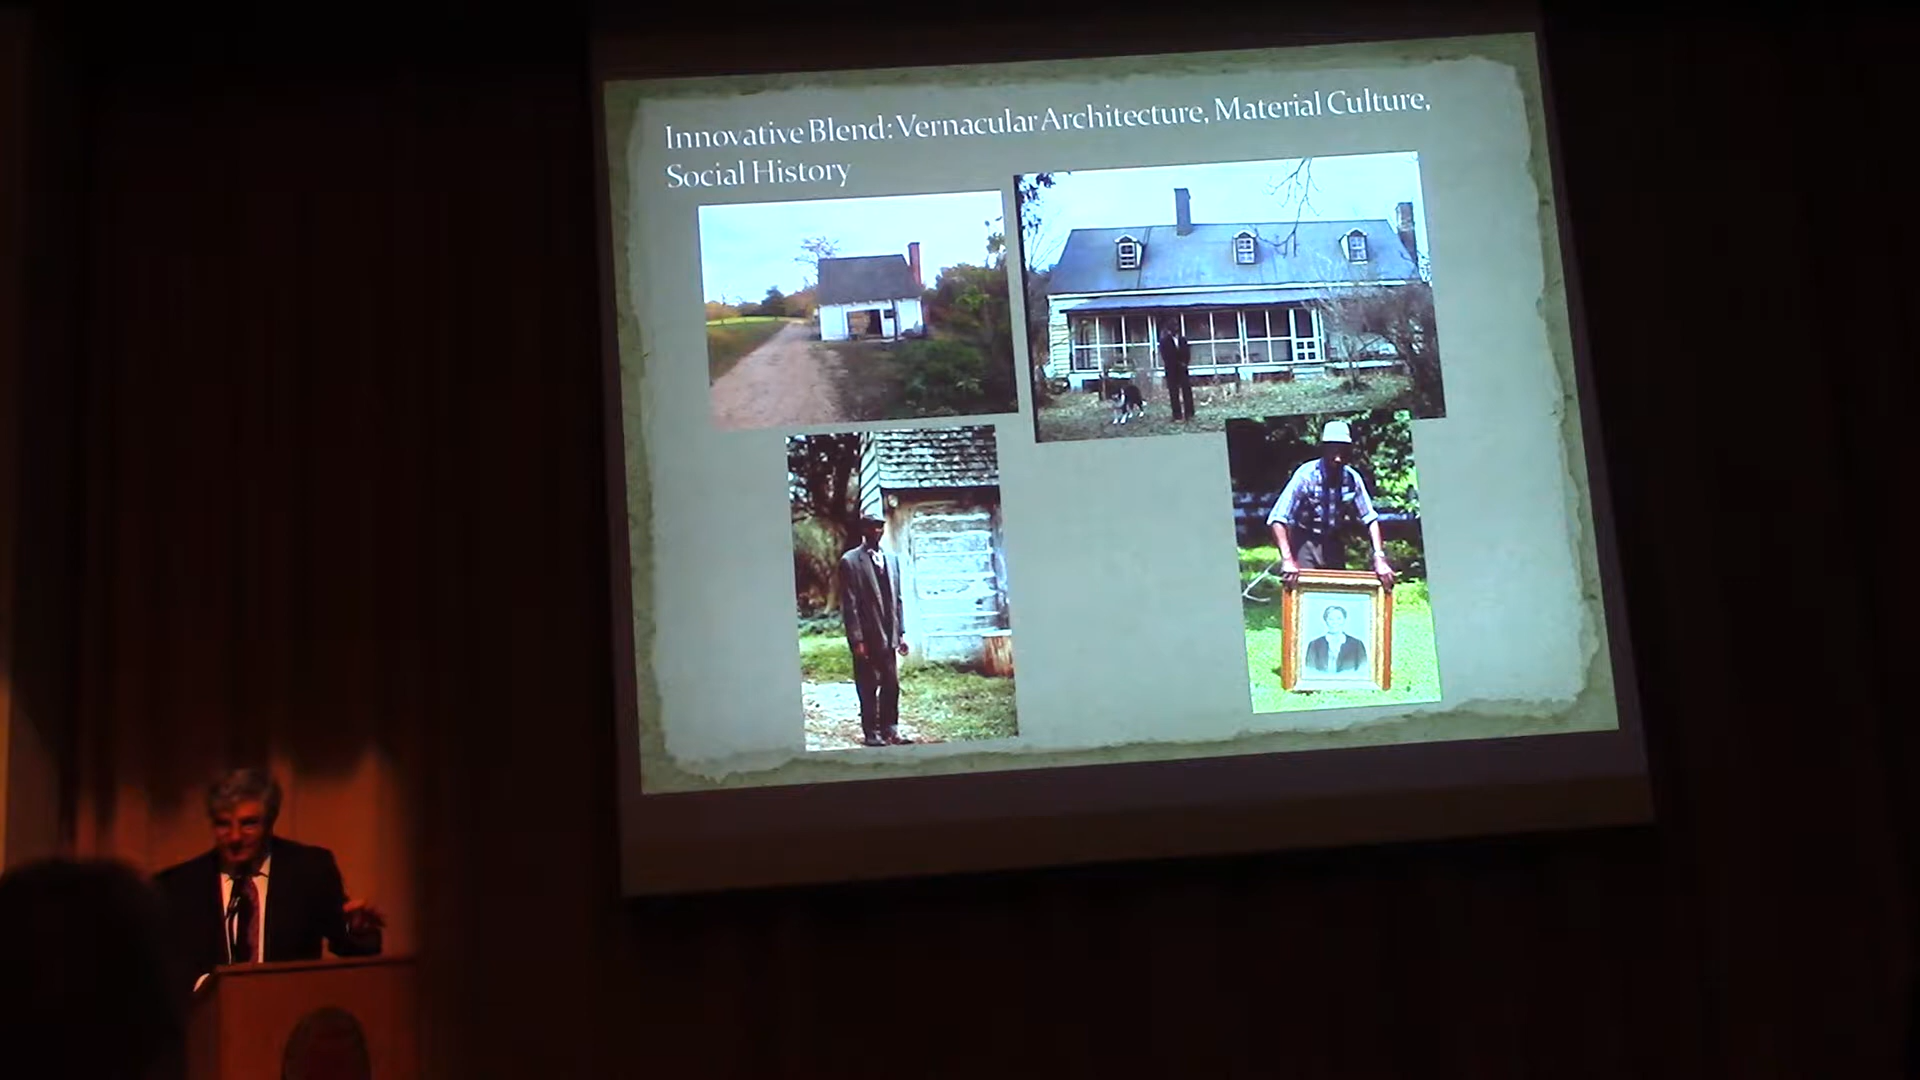 Innovative Blend: Vernacular Architecture, Material Culture,
Social History